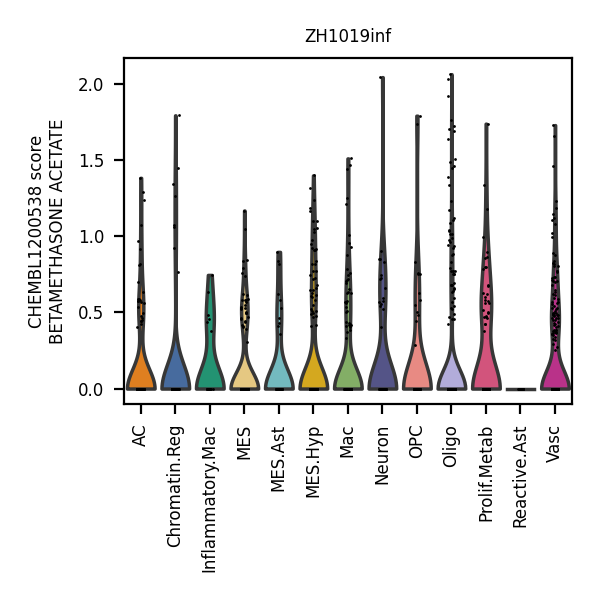 ZH1019inf
CHEMBL1200538 score
BETAMETHASONE ACETATE
2.0
1.5
1.0
0.5
0.0
AC
Chromatin.Reg
Inflammatory.Mac
MES
MES.Ast
MES.Hyp
Mac
Neuron
OPC
Oligo
Prolif.Metab
Reactive.Ast
Vasc